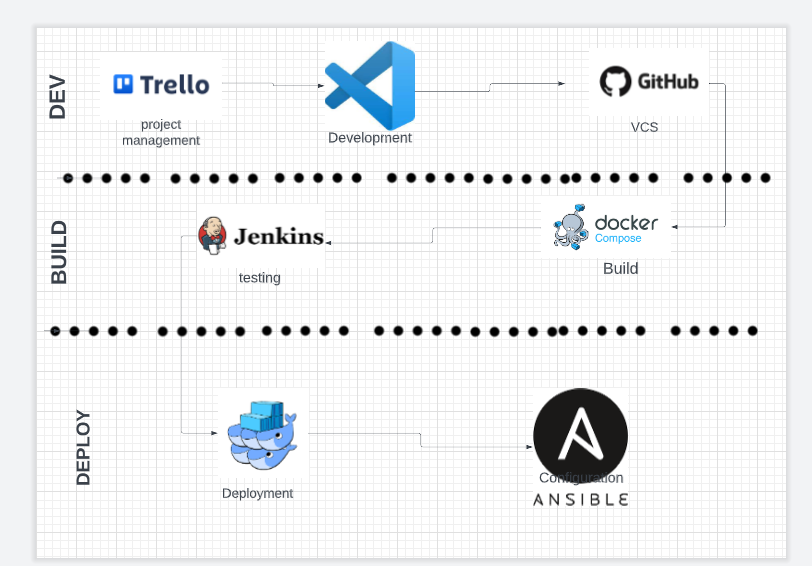 DEV
Trello
project
management
Development
GitHub
VCS
BUILD
Jenkins
testing
docker
Compose
Build
DEPLOY
Deployment
Configuration
ANSIBLE